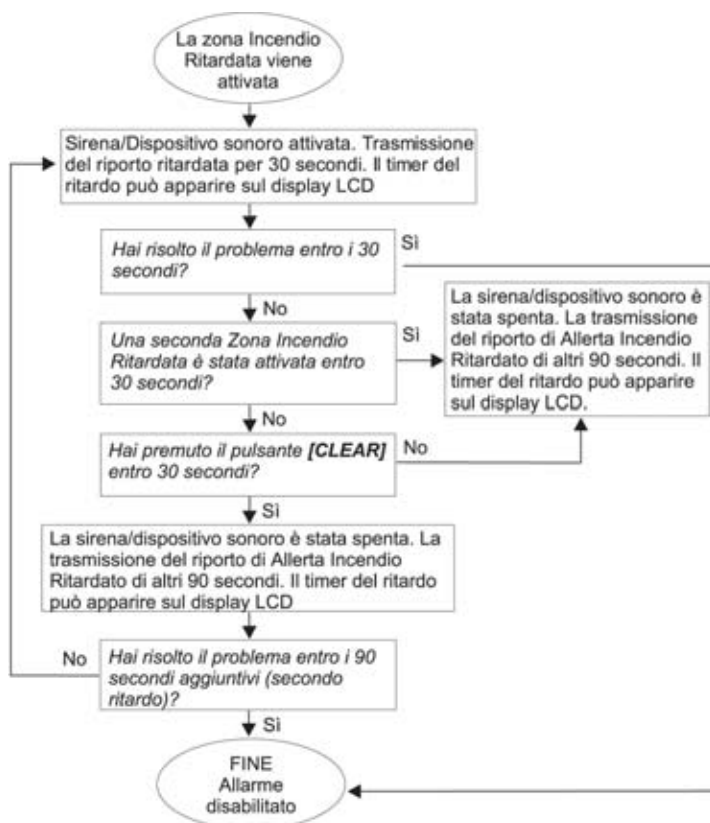 La zona Incendio
Ritardata viene
attivata
Sirena/Dispositivo sonoro attivata. Trasmissione
del riporto ritardata per 30 secondi. Il timer del
ritardo può apparire sul display LCD
Hai risolto il problema entro i 30
secondi?
Sì
No
Una seconda Zona Incendio
Ritardata è stata attivata entro
30 secondi?
Sì
La sirena/dispositivo sonoro è
stata spenta. La trasmissione
del riporto di Allerta Incendio
Ritardato di altri 90 secondi. Il
timer del ritardo può apparire
sul display LCD.
No
Hai premuto il pulsante [CLEAR]
entro 30 secondi?
No
Sì
La sirena/dispositivo sonoro è stata spenta. La
trasmissione del riporto di Allerta Incendio
Ritardato di altri 90 secondi. Il timer del ritardo
può apparire sul display LCD
No
Hai risolto il problema entro i 90
secondi aggiuntivi (secondo
ritardo)?
Sì
FINE
Allarme
disabilitato